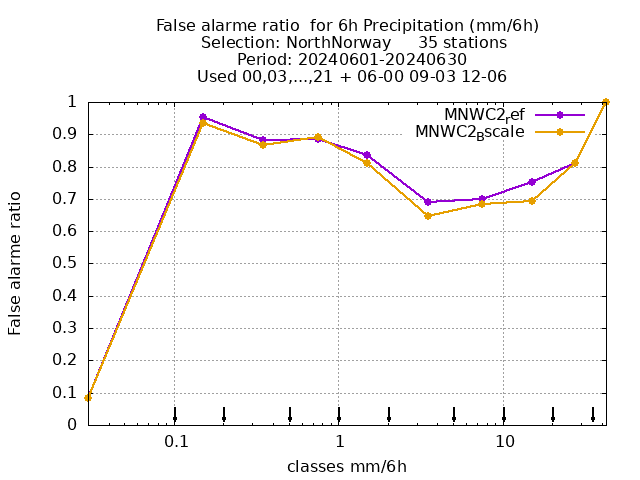 False alarme ratio  for 6h Precipitation (mm/6h)
Selection: NorthNorway     35 stations
Period: 20240601-20240630
Used 00,03,...,21 + 06-00 09-03 12-06
MNWC2ref
MNWC2Bscale
1
0.9
0.8
0.7
0.6
0.5
0.4
0.3
0.2
0.1
0
False alarme ratio
0.1 1 10
classes mm/6h